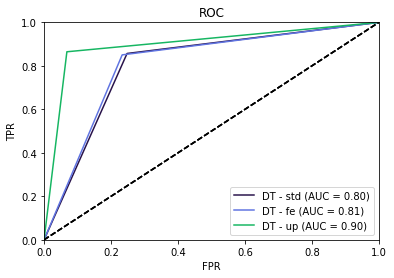 ROC
1.0
0.8
0.6
0.4
0.2
0.0
TPR
DT - std (AUC = 0.80)
DT - fe (AUC = 0.81)
DT - up (AUC = 0.90)
0.0 0.2 0.4 0.6 0.8 1.0
FPR